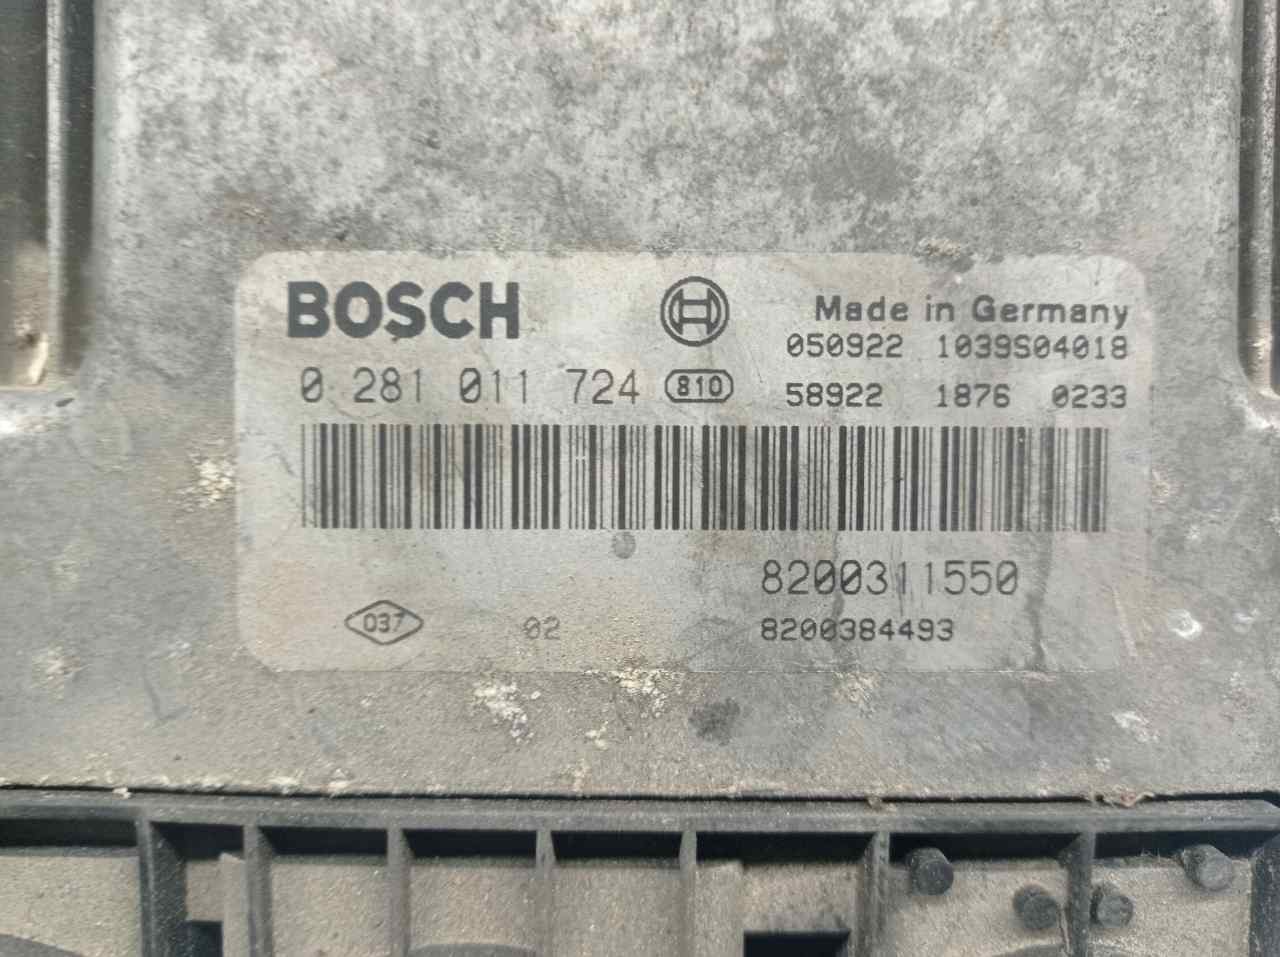 BOSCH
Made in Germany
050922 1039S04018
0 281 011 724 810 58922 1876 0233
8200311550
037 02 8200384493